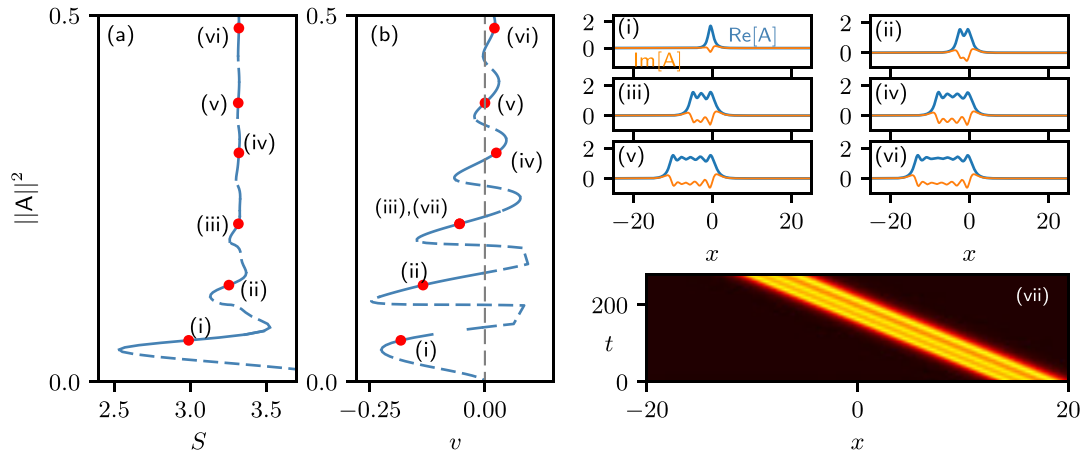 0.5
(a)
(vi)
(v)
(iv)
(iii)
(ii)
(i)
||A||²
0.0
2.5 3.0 3.5
S
0.5
(b)
(vi)
(v)
(iv)
(iii),(vii)
(ii)
(i)
0.0
−0.25 0.00
v
(i)
Re[A]
Im[A]
2
0
(ii)
2
0
(iii)
2
0
(iv)
2
0
(v)
2
0
−20 0 20
x
(vi)
2
0
−20 0 20
x
(vii)
200
t
0
−20 0 20
x